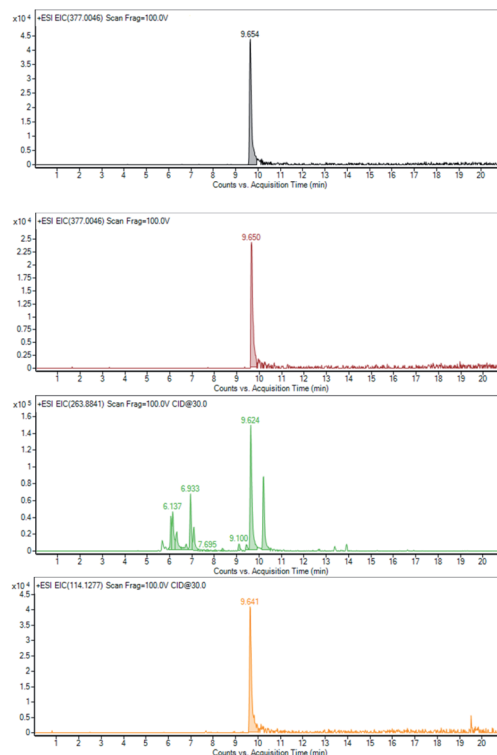 +ESI EIC(377.0046) Scan Frag=100.0V
x10 4
9.654
4.5
4
3.5
3
2.5
2
1.5
1
0.5
0
1 2 3 4 5 6 7 8 9 10 11 12 13 14 15 16 17 18 19 20
Counts vs. Acquisition Time (min)
+ESI EIC(377.0046) Scan Frag=100.0V
x10 4
9.650
2.5
2.25
2
1.75
1.5
1.25
1
0.75
0.5
0.25
0
1 2 3 4 5 6 7 8 9 10 11 12 13 14 15 16 17 18 19 20
Counts vs. Acquisition Time (min)
+ESI EIC(263.8841) Scan Frag=100.0V CID@30.0
x10 5
9.624
1.6
1.4
1.2
1
0.8
6.933
0.6
6.137
0.4
0.2
7.695 9.100
0
1 2 3 4 5 6 7 8 9 10 11 12 13 14 15 16 17 18 19 20
Counts vs. Acquisition Time (min)
+ESI EIC(114.1277) Scan Frag=100.0V CID@30.0
x10 4
9.641
4.5
4
3.5
3
2.5
2
1.5
1
0.5
0
1 2 3 4 5 6 7 8 9 10 11 12 13 14 15 16 17 18 19 20
Counts vs. Acquisition Time (min)